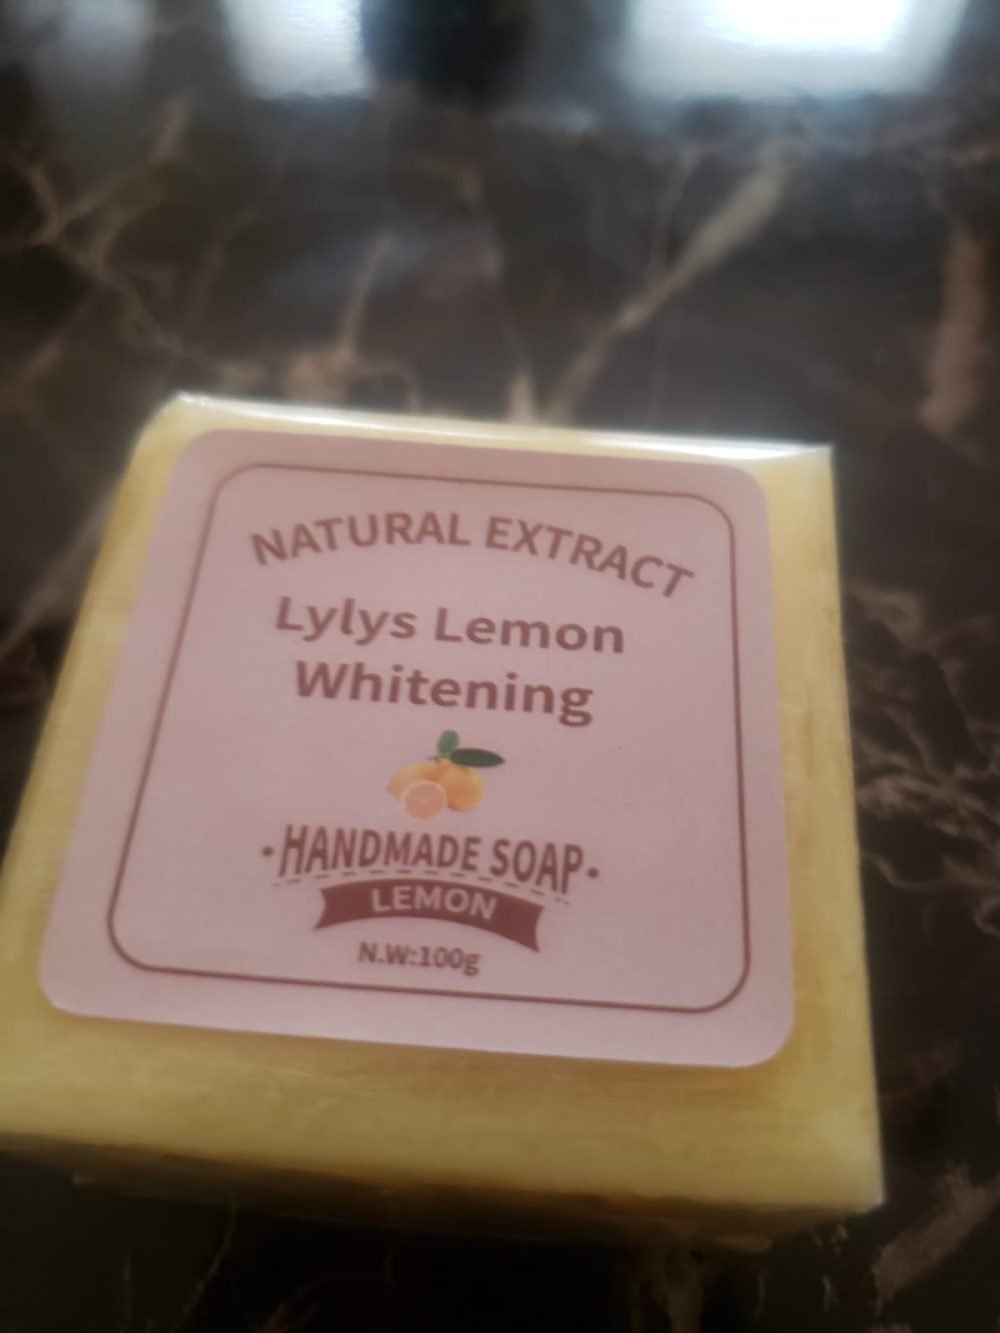 NATURAL EXTRACT
Lylys Lemon
Whitening
·HANDMADE SOAP·
LEMON
N.W:100g